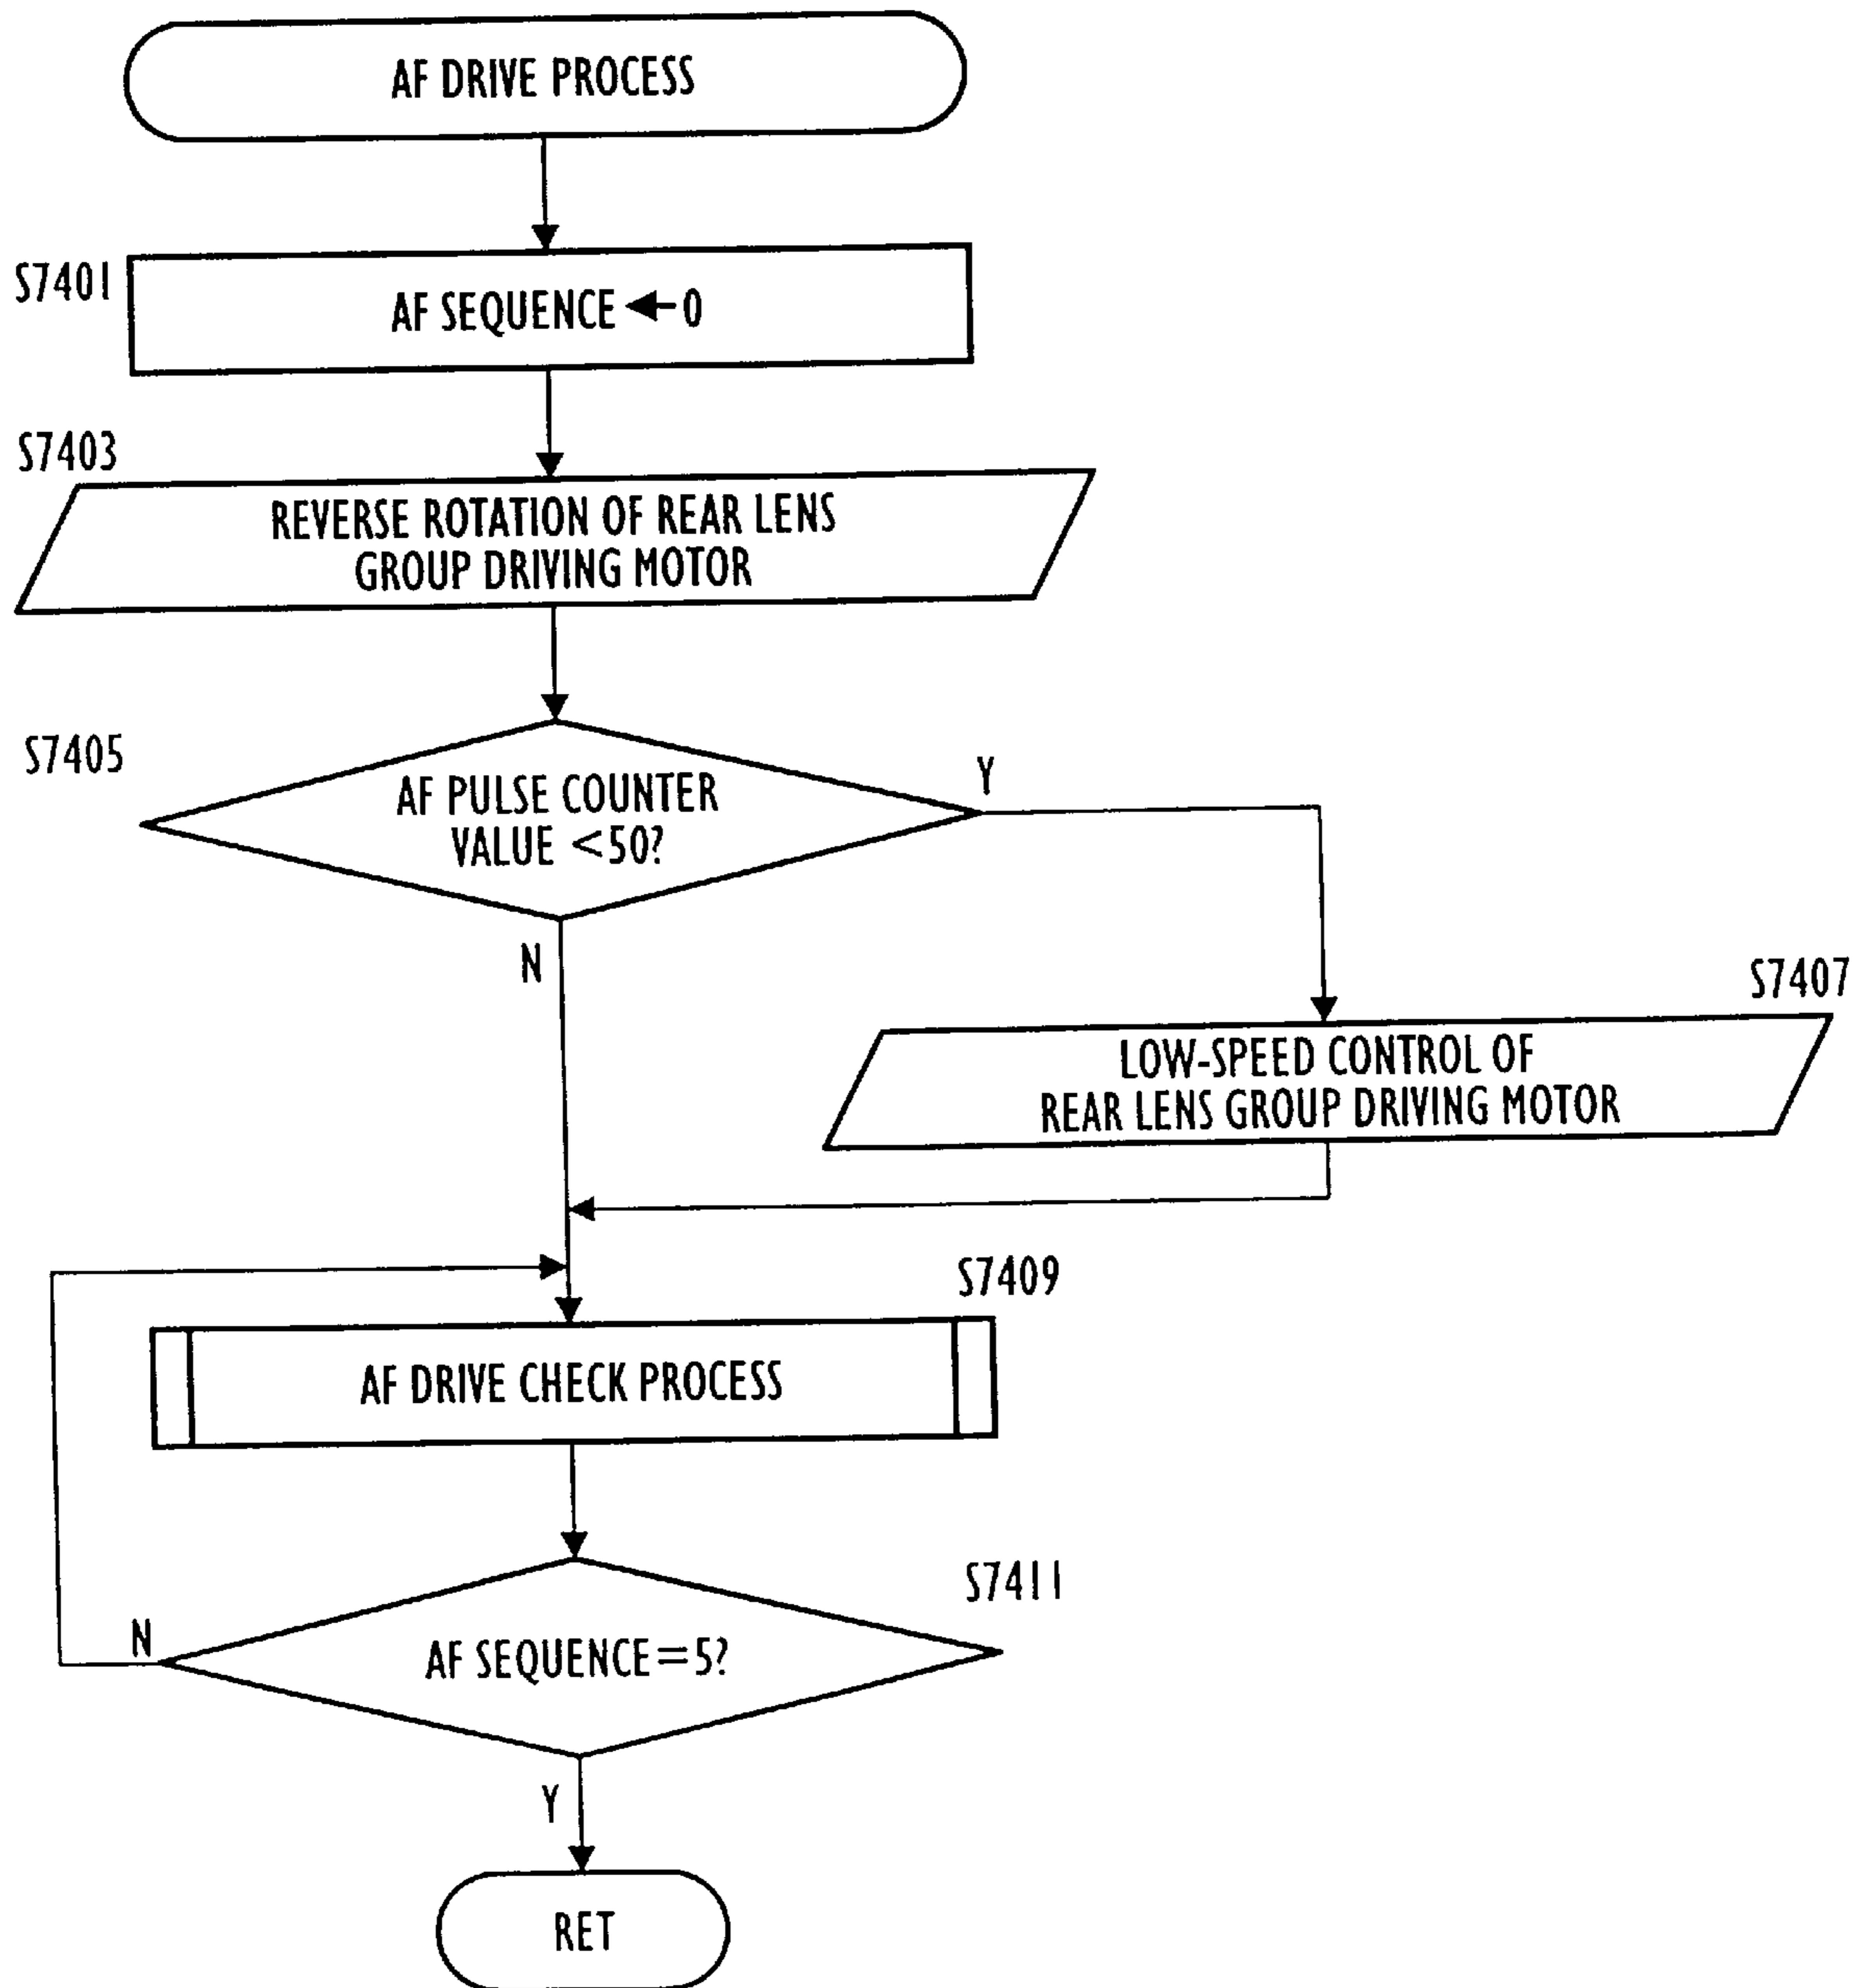 AF DRIVE PROCESS
S7401
AF SEQUENCE ← 0
S7403
REVERSE ROTATION OF REAR LENS
GROUP DRIVING MOTOR
S7405
AF PULSE COUNTER
VALUE <50?
Y
N
S7407
LOW-SPEED CONTROL OF
REAR LENS GROUP DRIVING MOTOR
S7409
AF DRIVE CHECK PROCESS
S7411
AF SEQUENCE=5?
N
Y
RET